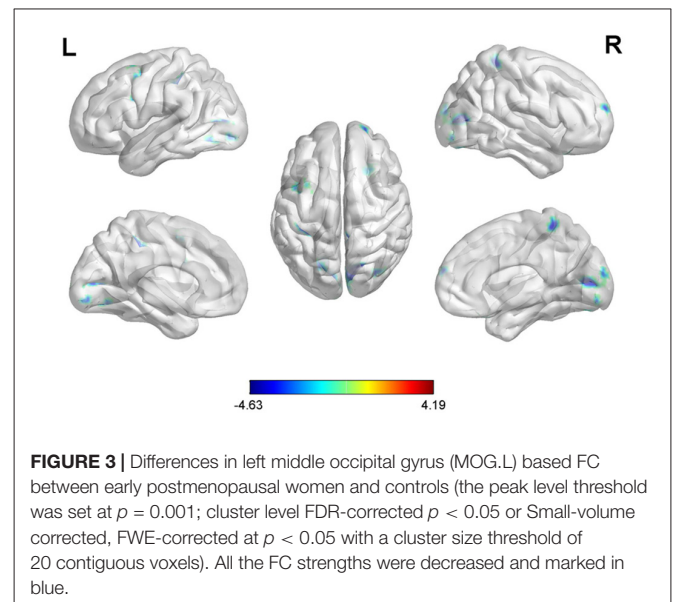 L
R
-4.63
4.19
FIGURE 3 | Differences in left middle occipital gyrus (MOG.L) based FC
between early postmenopausal women and controls (the peak level threshold
was set at p = 0.001; cluster level FDR-corrected p < 0.05 or Small-volume
corrected, FWE-corrected at p < 0.05 with a cluster size threshold of
20 contiguous voxels). All the FC strengths were decreased and marked in
blue.